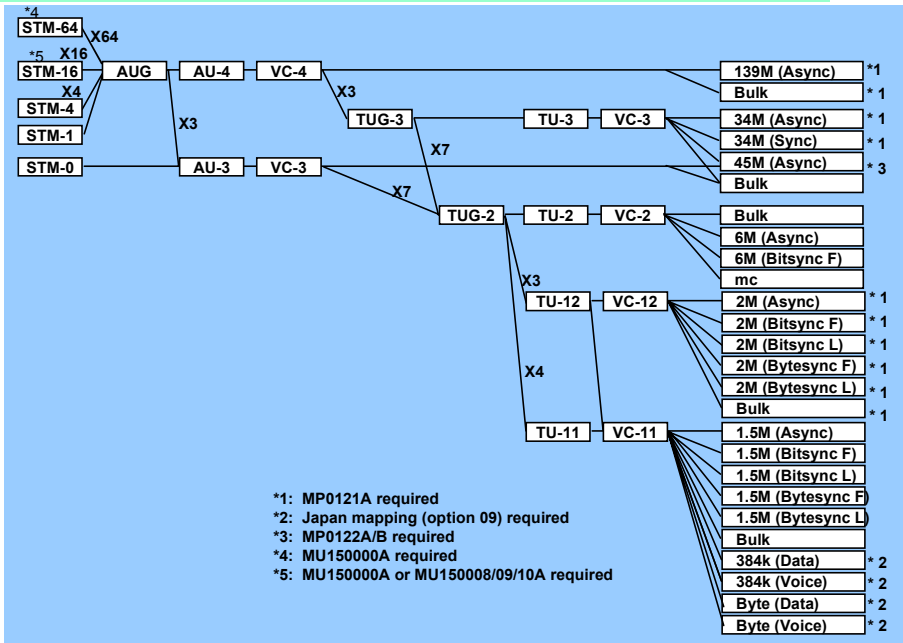 *4
STM-64
X64
*5 X16
STM-16 AUG AU-4 VC-4 139M (Async) *1
X4 X3 Bulk * 1
STM-4
X3 TUG-3 TU-3 VC-3 34M (Async) * 1
STM-1 34M (Sync) * 1
X7
STM-0 AU-3 VC-3 45M (Async) * 3
Bulk
X7
TUG-2 TU-2 VC-2 Bulk
6M (Async)
6M (Bitsync F)
mc
X3
TU-12 VC-12 2M (Async) * 1
2M (Bitsync F) * 1
2M (Bitsync L) * 1
X4 2M (Bytesync F) * 1
2M (Bytesync L) * 1
Bulk * 1
TU-11 VC-11 1.5M (Async)
1.5M (Bitsync F)
1.5M (Bitsync L)
1.5M (Bytesync F)
1.5M (Bytesync L)
Bulk
384k (Data) * 2
384k (Voice) * 2
Byte (Data) * 2
Byte (Voice) * 2
*1: MP0121A required
*2: Japan mapping (option 09) required
*3: MP0122A/B required
*4: MU150000A required
*5: MU150000A or MU150008/09/10A required